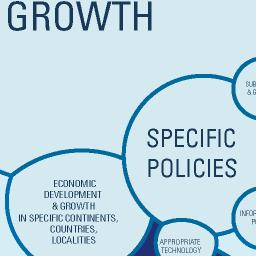 GROWTH
SPECIFIC
POLICIES
ECONOMIC
DEVELOPMENT
& GROWTH
IN SPECIFIC CONTINENTS,
COUNTRIES,
LOCALITIES
APPROPRIATE
TECHNOLOGY